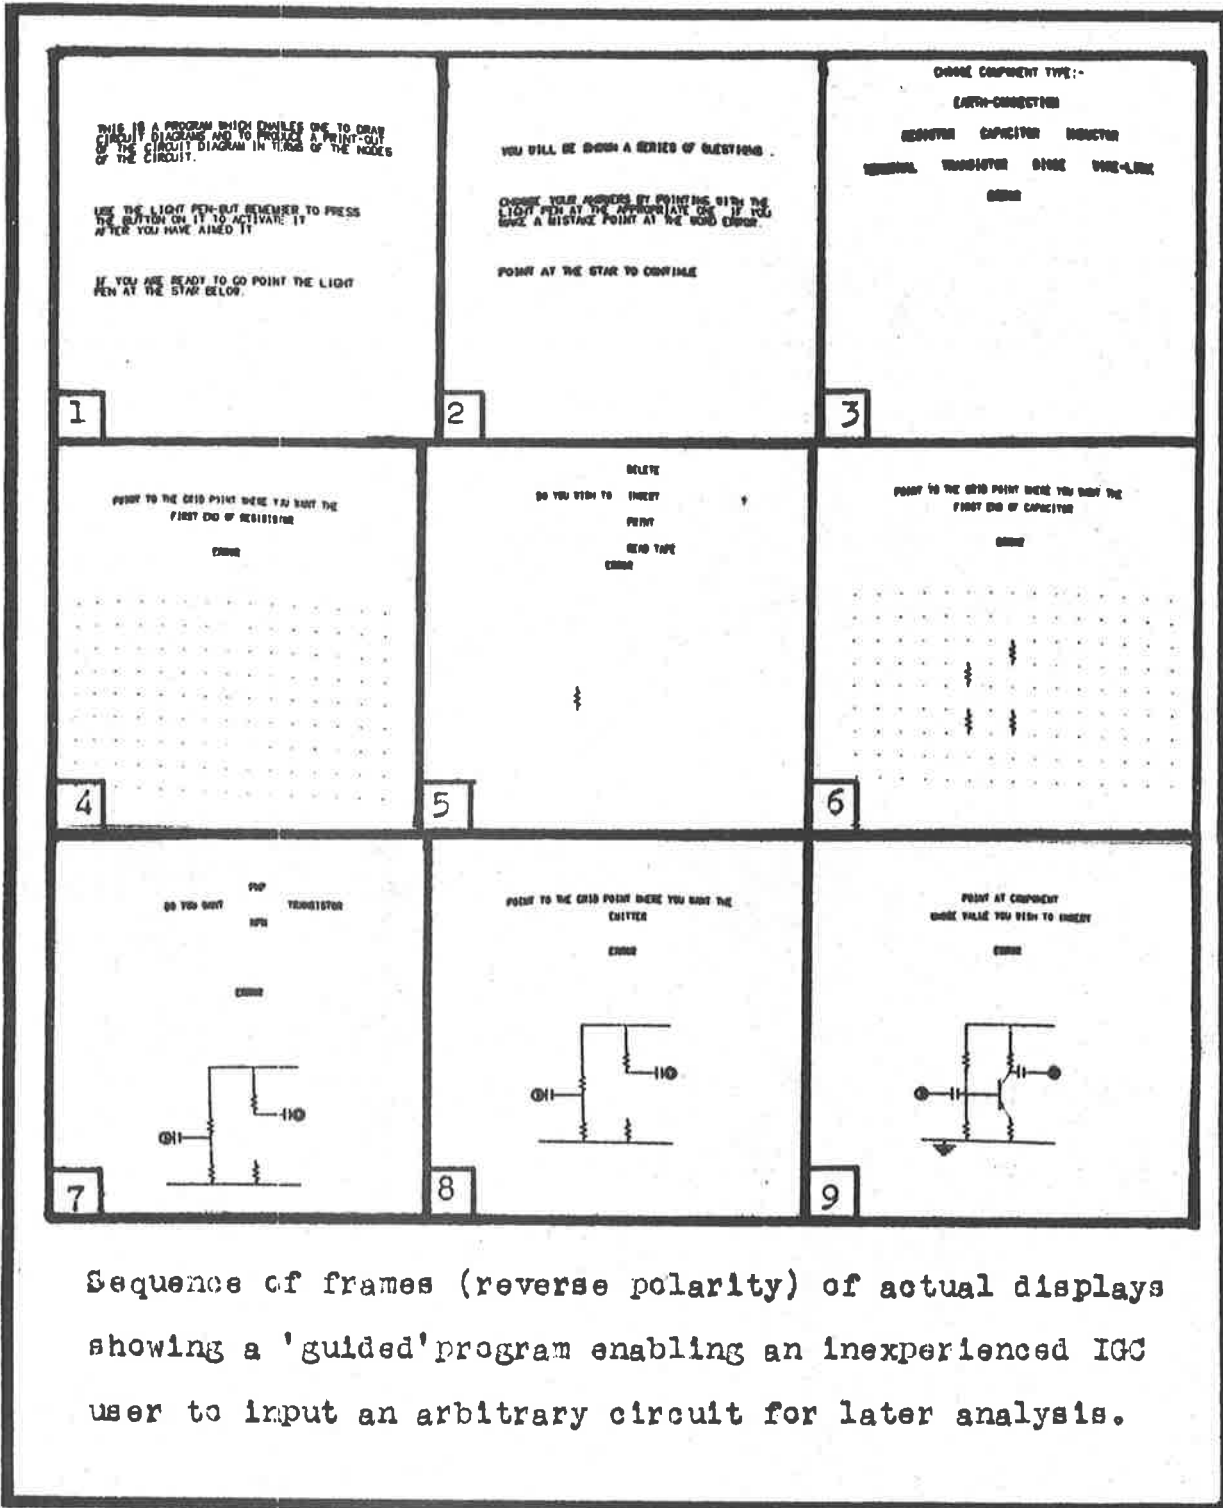 THIS IS A PROGRAM WHICH ENABLES ONE TO DRAW
CIRCUIT DIAGRAMS AND TO PRODUCE A PRINT-OUT
OF THE CIRCUIT DIAGRAM IN TERMS OF THE NODES
OF THE CIRCUIT.
USE THE LIGHT PEN-BUT REMEMBER TO PRESS
THE BUTTON ON IT TO ACTIVATE IT
AFTER YOU HAVE AIMED IT
IF YOU ARE READY TO GO POINT THE LIGHT
PEN AT THE STAR BELOW.
1
YOU WILL BE SHOWN A SERIES OF QUESTIONS .
CHOOSE YOUR ANSWERS BY POINTING WITH THE
LIGHT PEN AT THE APPROPRIATE ONE . IF YOU
MAKE A MISTAKE POINT AT THE WORD ERROR.
POINT AT THE STAR TO CONTINUE
2
CHOOSE COMPONENT TYPE:-
EARTH-CONNECTION
RESISTOR CAPACITOR INDUCTOR
TERMINAL TRANSISTOR DIODE WIRE-LINK
ERROR
3
POINT TO THE GRID POINT WHERE YOU WANT THE
FIRST END OF RESISTOR
ERROR
4
DELETE
DO YOU WISH TO INSERT
PRINT
READ TAPE
ERROR
5
POINT TO THE GRID POINT WHERE YOU WANT THE
FIRST END OF CAPACITOR
ERROR
6
PNP
DO YOU WANT TRANSISTOR
NPN
ERROR
7
POINT TO THE GRID POINT WHERE YOU WANT THE
EMITTER
ERROR
8
POINT AT COMPONENT
WHOSE VALUE YOU WISH TO INSERT
ERROR
9
Sequence of frames (reverse polarity) of actual displays
showing a 'guided' program enabling an inexperienced IGC
user to input an arbitrary circuit for later analysis.